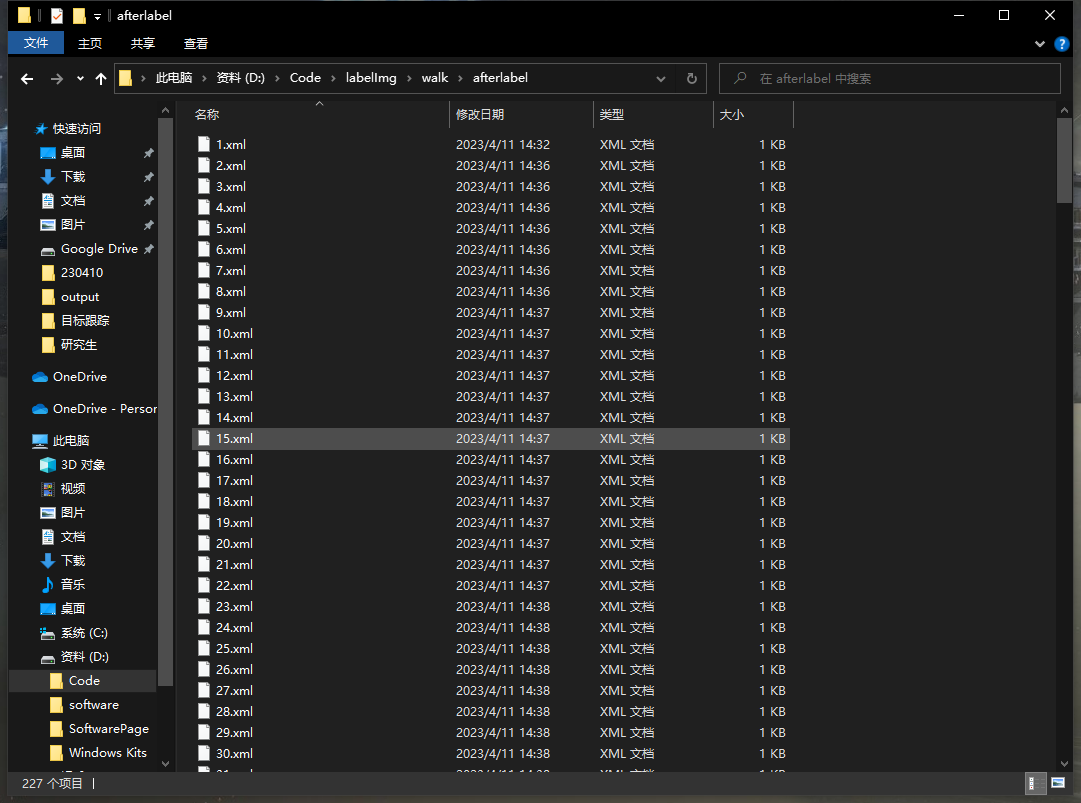 afterlabel
文件 主页 共享 查看
此电脑 资料 (D:) Code labelImg walk afterlabel
在 afterlabel 中搜索
快速访问
桌面
下载
文档
图片
Google Drive
230410
output
目标跟踪
研究生
OneDrive
OneDrive - Person
此电脑
3D 对象
视频
图片
文档
下载
音乐
桌面
系统 (C:)
资料 (D:)
Code
software
SoftwarePage
Windows Kits
名称 修改日期 类型 大小
1.xml 2023/4/11 14:32 XML 文档 1 KB
2.xml 2023/4/11 14:36 XML 文档 1 KB
3.xml 2023/4/11 14:36 XML 文档 1 KB
4.xml 2023/4/11 14:36 XML 文档 1 KB
5.xml 2023/4/11 14:36 XML 文档 1 KB
6.xml 2023/4/11 14:36 XML 文档 1 KB
7.xml 2023/4/11 14:36 XML 文档 1 KB
8.xml 2023/4/11 14:36 XML 文档 1 KB
9.xml 2023/4/11 14:37 XML 文档 1 KB
10.xml 2023/4/11 14:37 XML 文档 1 KB
11.xml 2023/4/11 14:37 XML 文档 1 KB
12.xml 2023/4/11 14:37 XML 文档 1 KB
13.xml 2023/4/11 14:37 XML 文档 1 KB
14.xml 2023/4/11 14:37 XML 文档 1 KB
15.xml 2023/4/11 14:37 XML 文档 1 KB
16.xml 2023/4/11 14:37 XML 文档 1 KB
17.xml 2023/4/11 14:37 XML 文档 1 KB
18.xml 2023/4/11 14:37 XML 文档 1 KB
19.xml 2023/4/11 14:37 XML 文档 1 KB
20.xml 2023/4/11 14:37 XML 文档 1 KB
21.xml 2023/4/11 14:37 XML 文档 1 KB
22.xml 2023/4/11 14:37 XML 文档 1 KB
23.xml 2023/4/11 14:38 XML 文档 1 KB
24.xml 2023/4/11 14:38 XML 文档 1 KB
25.xml 2023/4/11 14:38 XML 文档 1 KB
26.xml 2023/4/11 14:38 XML 文档 1 KB
27.xml 2023/4/11 14:38 XML 文档 1 KB
28.xml 2023/4/11 14:38 XML 文档 1 KB
29.xml 2023/4/11 14:38 XML 文档 1 KB
30.xml 2023/4/11 14:38 XML 文档 1 KB
227 个项目